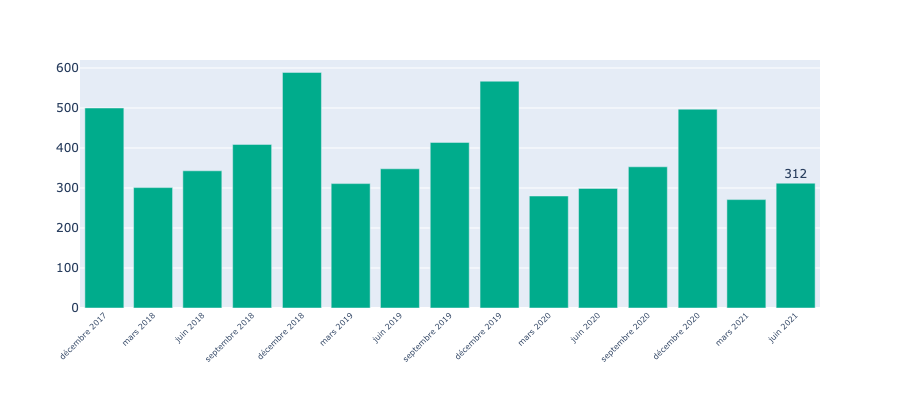 600
500
400
300
200
100
0
312
décembre 2017
mars 2018
juin 2018
septembre 2018
décembre 2018
mars 2019
juin 2019
septembre 2019
décembre 2019
mars 2020
juin 2020
septembre 2020
décembre 2020
mars 2021
juin 2021